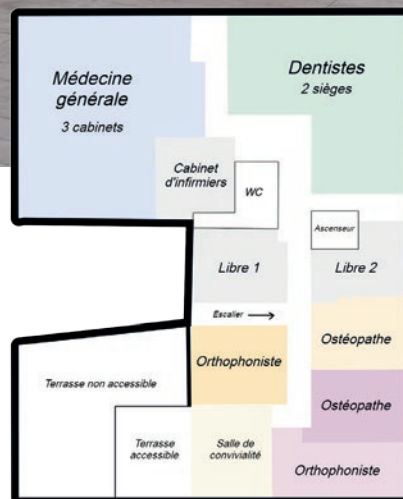 Médecine
générale
3 cabinets
Dentistes
2 sièges
Cabinet
d'infirmiers
WC
Ascenseur
Libre 1
Libre 2
Escalier
Orthophoniste
Ostéopathe
Terrasse non accessible
Ostéopathe
Terrasse
accessible
Salle de
convivialité
Orthophoniste